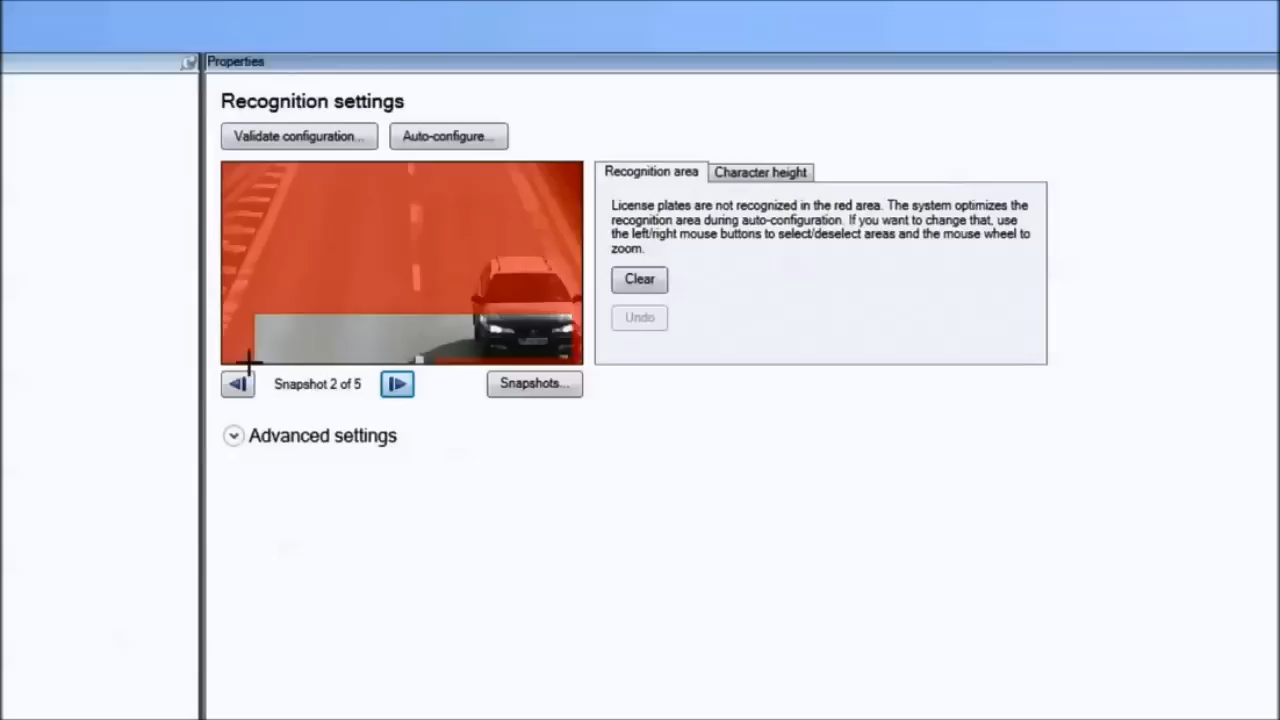 Properties
Recognition settings
Validate configuration...
Auto-configure...
Recognition area
Character height
License plates are not recognized in the red area. The system optimizes the
recognition area during auto-configuration. If you want to change that, use
the left/right mouse buttons to select/deselect areas and the mouse wheel to
zoom.
Clear
Undo
Snapshot 2 of 5
Snapshots...
Advanced settings